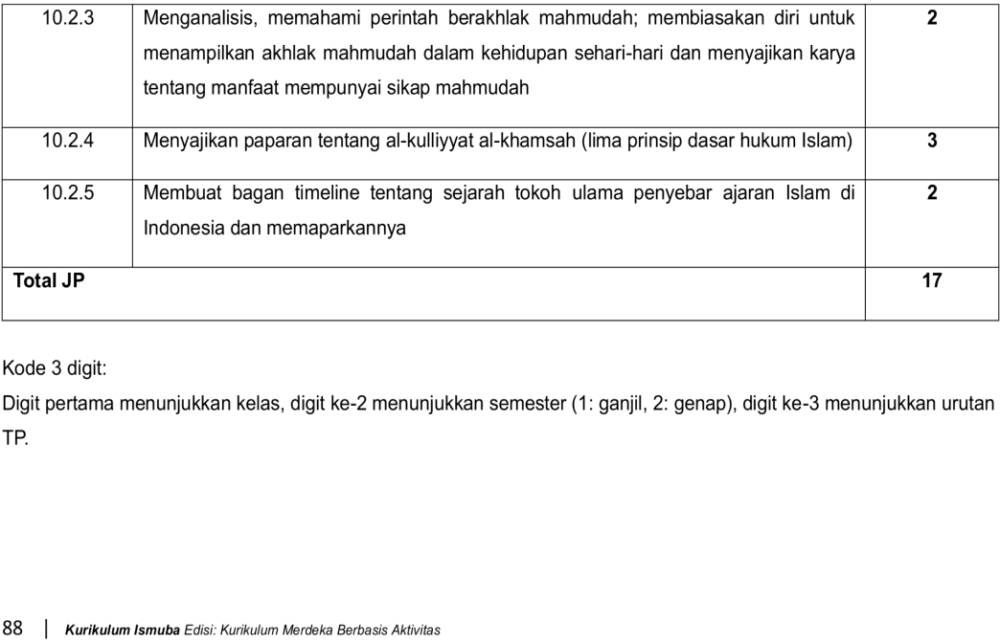 10.2.3 Menganalisis, memahami perintah berakhlak mahmudah; membiasakan diri untuk 2
menampilkan akhlak mahmudah dalam kehidupan sehari-hari dan menyajikan karya
tentang manfaat mempunyai sikap mahmudah
10.2.4 Menyajikan paparan tentang al-kulliyyat al-khamsah (lima prinsip dasar hukum Islam) 3
10.2.5 Membuat bagan timeline tentang sejarah tokoh ulama penyebar ajaran Islam di 2
Indonesia dan memaparkannya
Total JP 17
Kode 3 digit:
Digit pertama menunjukkan kelas, digit ke-2 menunjukkan semester (1: ganjil, 2: genap), digit ke-3 menunjukkan urutan
TP.
88 | Kurikulum Ismuba Edisi: Kurikulum Merdeka Berbasis Aktivitas